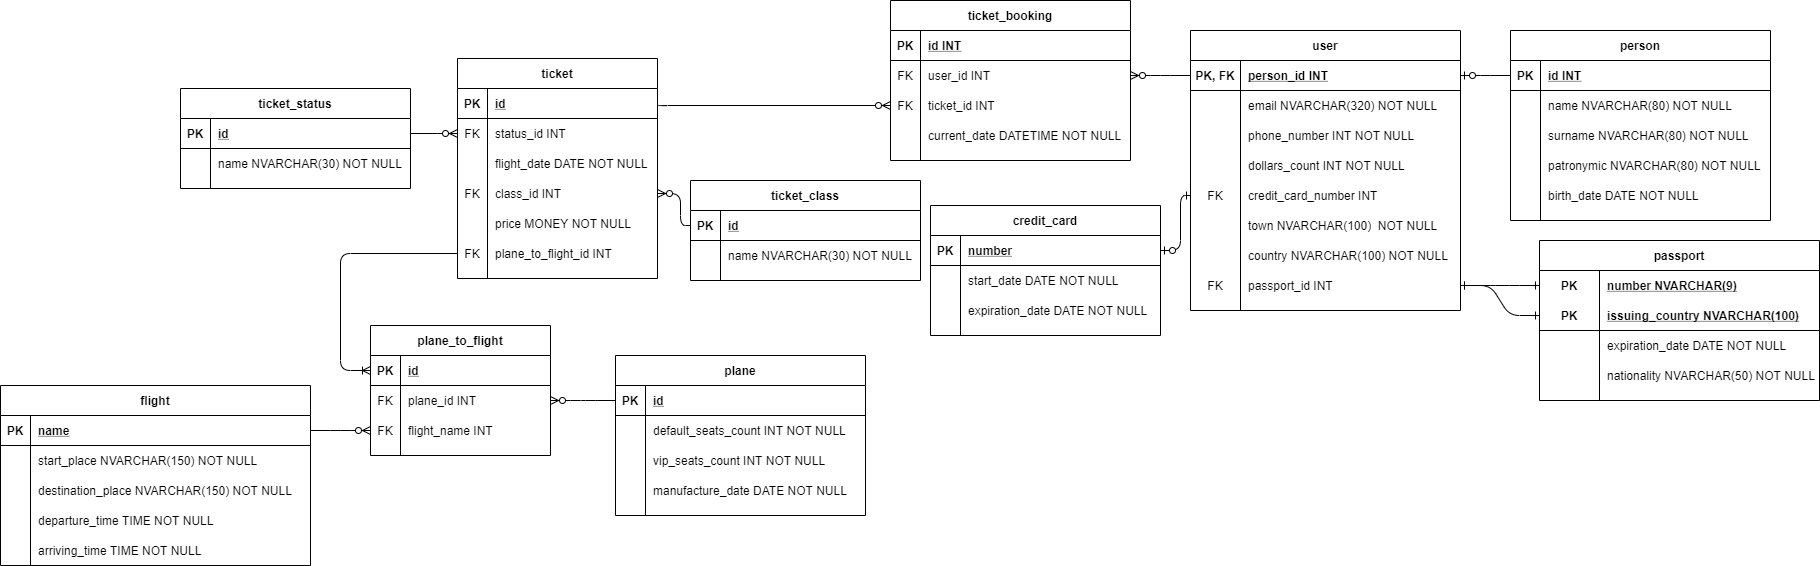 ticket_booking
PK id INT
FK user_id INT
FK ticket_id INT
current_date DATETIME NOT NULL
user
PK, FK person_id INT
email NVARCHAR(320) NOT NULL
phone_number INT NOT NULL
dollars_count INT NOT NULL
FK credit_card_number INT
town NVARCHAR(100)  NOT NULL
country NVARCHAR(100) NOT NULL
FK passport_id INT
person
PK id INT
name NVARCHAR(80) NOT NULL
surname NVARCHAR(80) NOT NULL
patronymic NVARCHAR(80) NOT NULL
birth_date DATE NOT NULL
ticket
PK id
FK status_id INT
flight_date DATE NOT NULL
FK class_id INT
price MONEY NOT NULL
FK plane_to_flight_id INT
ticket_status
PK id
name NVARCHAR(30) NOT NULL
ticket_class
PK id
name NVARCHAR(30) NOT NULL
credit_card
PK number
start_date DATE NOT NULL
expiration_date DATE NOT NULL
passport
PK number NVARCHAR(9)
PK issuing_country NVARCHAR(100)
expiration_date DATE NOT NULL
nationality NVARCHAR(50) NOT NULL
plane_to_flight
PK id
FK plane_id INT
FK flight_name INT
plane
PK id
default_seats_count INT NOT NULL
vip_seats_count INT NOT NULL
manufacture_date DATE NOT NULL
flight
PK name
start_place NVARCHAR(150) NOT NULL
destination_place NVARCHAR(150) NOT NULL
departure_time TIME NOT NULL
arriving_time TIME NOT NULL